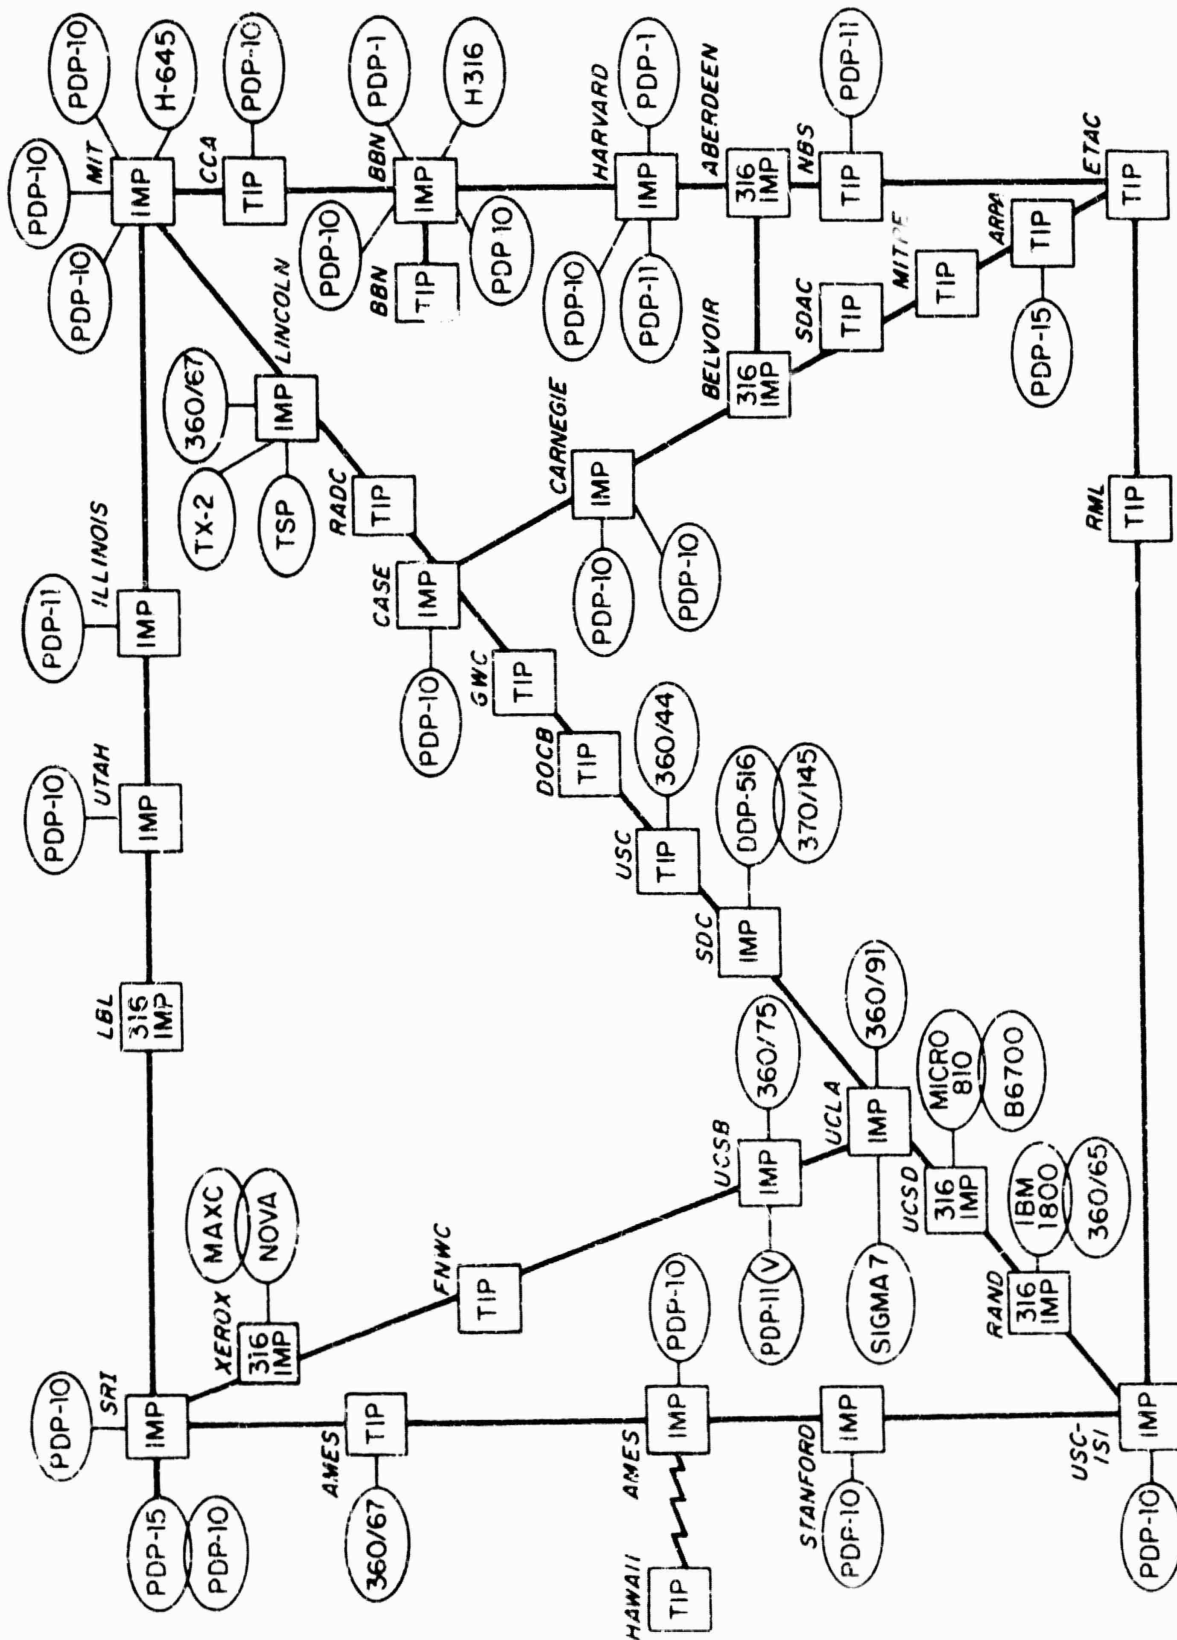 PDP-10
SRI
IMP
PDP-15
PDP-10
MAXC
NOVA
XEROX
316
IMP
AMES
TIP
360/67
FNWC
TIP
LBL
316
IMP
PDP-10
UTAH
IMP
PDP-11
ILLINOIS
IMP
PDP-10
PDP-10
MIT
PDP-10
IMP
H-645
CCA
TIP
PDP-10
360/67
TX-2
TSP
LINCOLN
IMP
RADC
TIP
CASE
IMP
PDP-10
GWC
TIP
DOCB
TIP
USC
TIP
360/44
SDC
IMP
DDP-516
370/145
PDP-10
BBN
PDP-1
IMP
H316
PDP-10
BBN
TIP
CARNEGIE
IMP
PDP-10
PDP-10
HARVARD
PDP-10
IMP
PDP-1
PDP-11
AMES
IMP
PDP-10
HAWAII
TIP
UCSB
IMP
360/75
PDP-11
V
UCLA
IMP
360/91
SIGMA 7
UCSD
316
IMP
MICRO
810
B6700
RAND
316
IMP
IBM
1800
360/65
STANFORD
IMP
PDP-10
USC-
ISI
IMP
PDP-10
BELVOIR
316
IMP
ABERDEEN
316
IMP
NBS
TIP
PDP-11
SDAC
TIP
TIP
ARPA
TIP
PDP-15
ETAC
TIP
RML
TIP